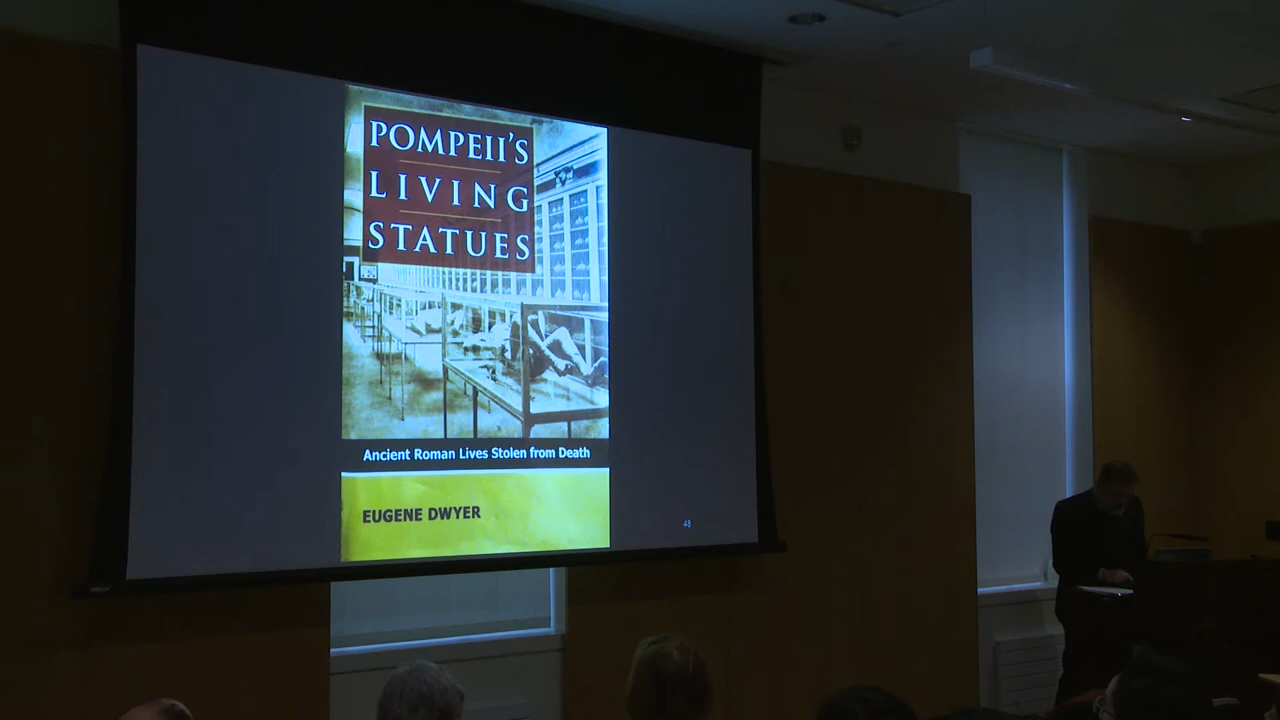 POMPEII'S
LIVING
STATUES
Ancient Roman Lives Stolen from Death
EUGENE DWYER
48